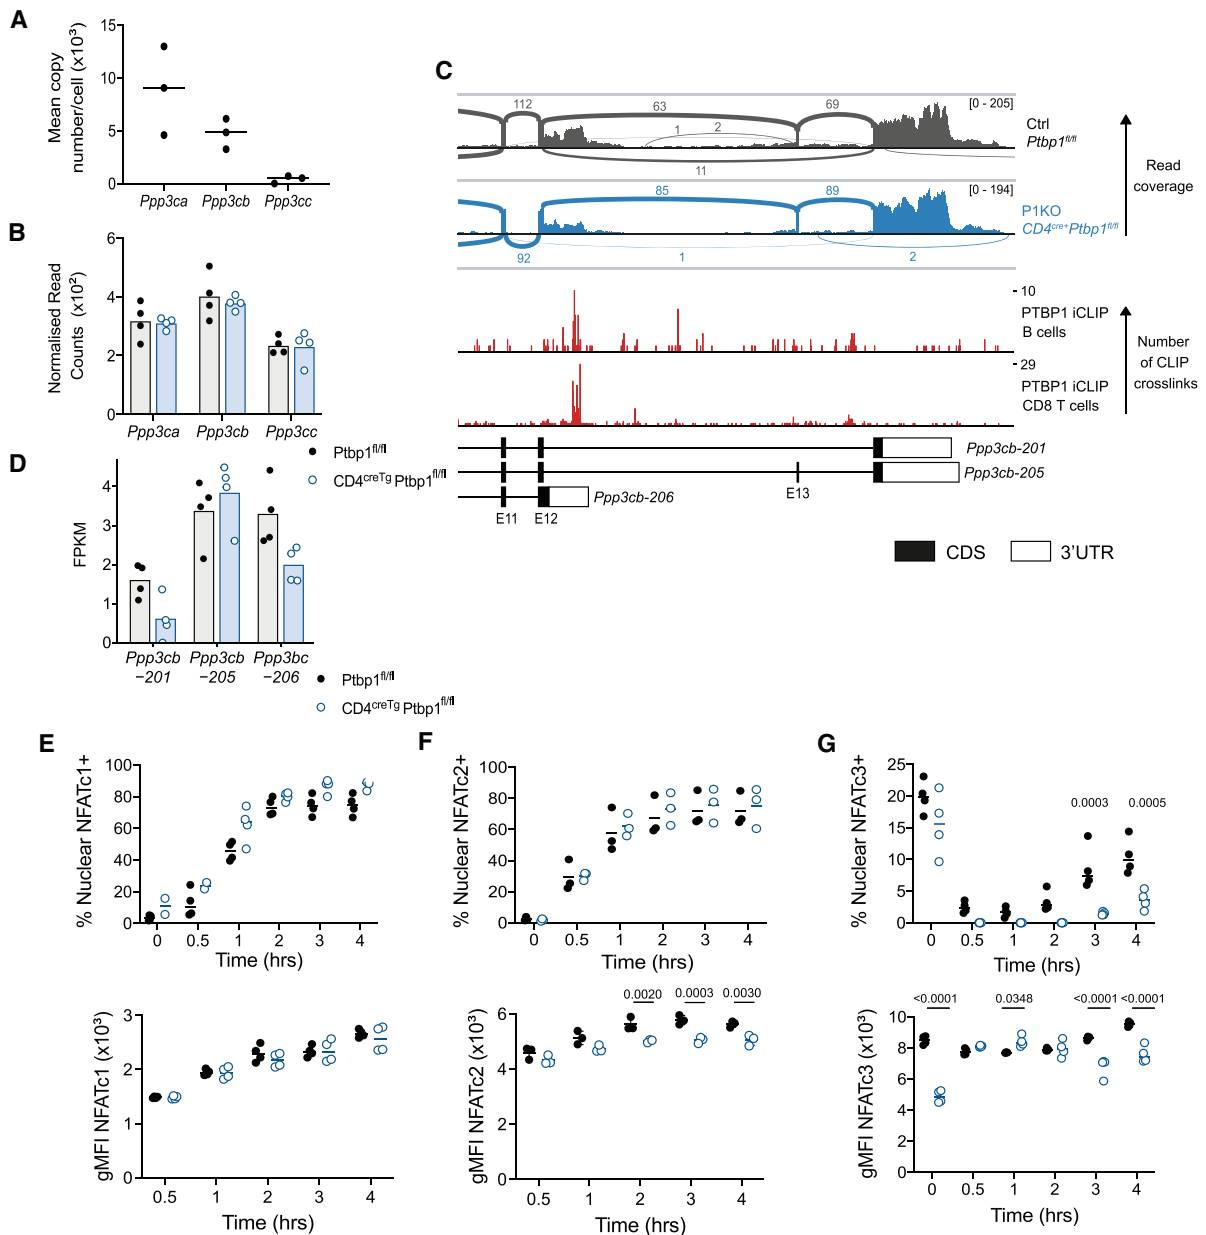 A
Mean copy
number/cell (x10³)
15
10
5
0
Ppp3ca
Ppp3cb
Ppp3cc
B
Normalised Read
Counts (x10²)
6
4
2
0
Ppp3ca
Ppp3cb
Ppp3cc
Ptbp1fl/fl
CD4creTg Ptbp1fl/fl
C
112
63
69
[0 - 205]
1
2
11
Ctrl
Ptbp1fl/fl
85
89
[0 - 194]
92
1
2
P1KO
CD4cre+Ptbp1fl/fl
Read
coverage
10
PTBP1 iCLIP
B cells
29
PTBP1 iCLIP
CD8 T cells
Number
of CLIP
crosslinks
Ppp3cb-201
Ppp3cb-205
Ppp3cb-206
E13
E11
E12
CDS
3'UTR
D
FPKM
4
3
2
1
0
Ppp3cb
−201
Ppp3cb
−205
Ppp3bc
−206
Ptbp1fl/fl
CD4creTg Ptbp1fl/fl
E
% Nuclear NFATc1+
100
80
60
40
20
0
0
0.5
1
2
3
4
Time (hrs)
gMFI NFATc1 (x10³)
3
2
1
0
0.5
1
2
3
4
Time (hrs)
F
% Nuclear NFATc2+
100
80
60
40
20
0
0
0.5
1
2
3
4
Time (hrs)
gMFI NFATc2 (x10³)
6
4
2
0
0.0020
0.0003
0.0030
0.5
1
2
3
4
Time (hrs)
G
% Nuclear NFATc3+
25
20
15
10
5
0
0.0003
0.0005
0
0.5
1
2
3
4
Time (hrs)
gMFI NFATc3 (x10³)
10
8
6
4
2
0
<0.0001
0.0348
<0.0001
<0.0001
0
0.5
1
2
3
4
Time (hrs)